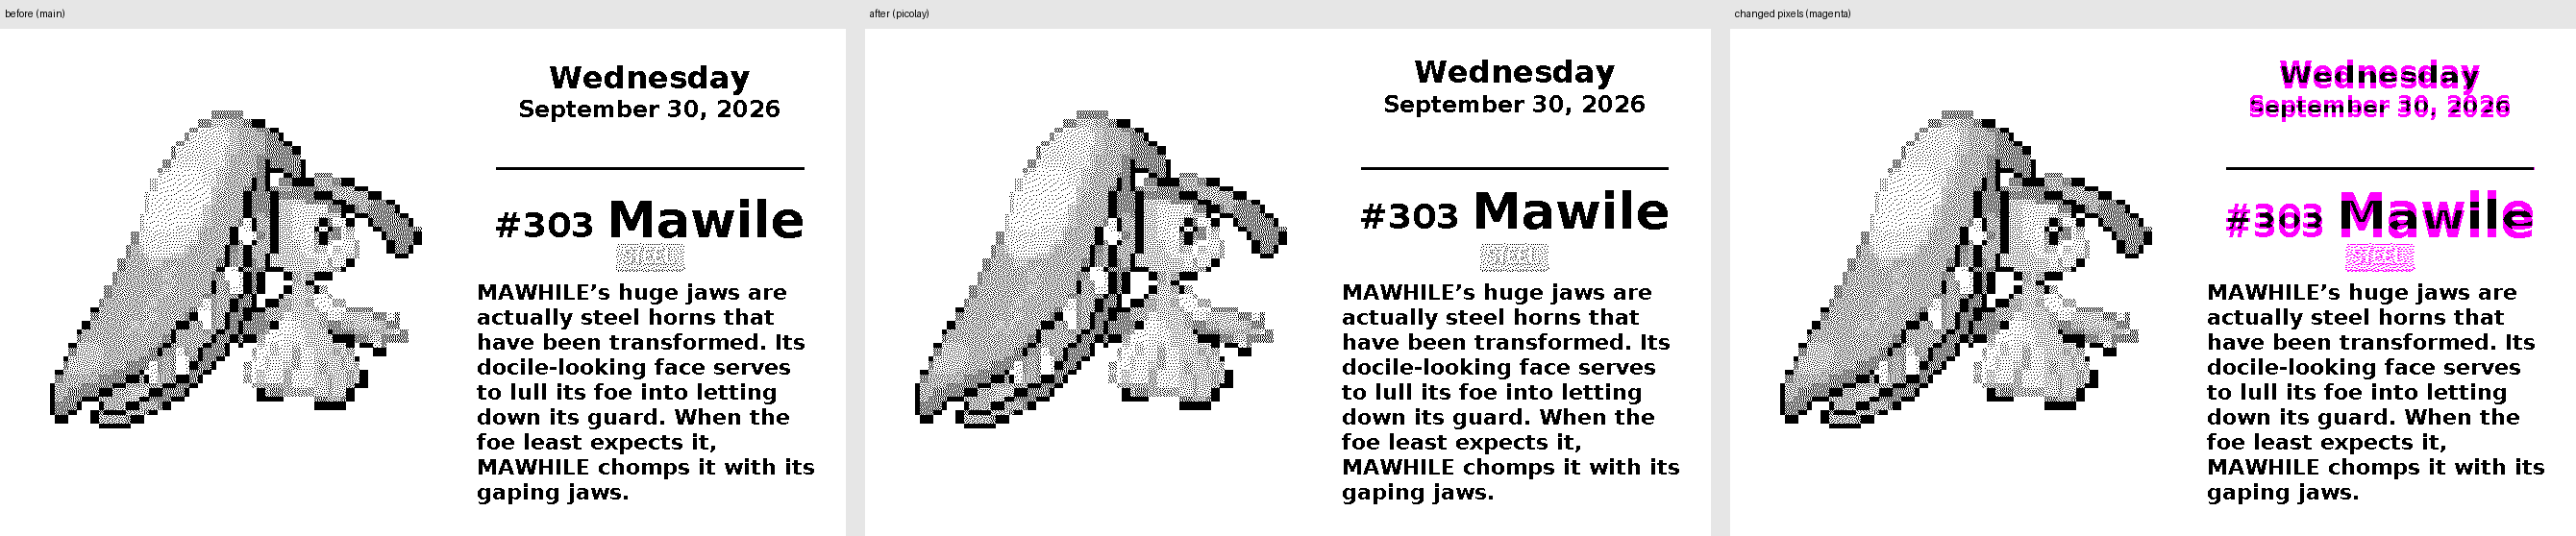 before (main)
Wednesday
September 30, 2026
#303 Mawile
STEEL
MAWHILE’s huge jaws are
actually steel horns that
have been transformed. Its
docile-looking face serves
to lull its foe into letting
down its guard. When the
foe least expects it,
MAWHILE chomps it with its
gaping jaws.
after (picolay)
Wednesday
September 30, 2026
#303 Mawile
STEEL
MAWHILE’s huge jaws are
actually steel horns that
have been transformed. Its
docile-looking face serves
to lull its foe into letting
down its guard. When the
foe least expects it,
MAWHILE chomps it with its
gaping jaws.
changed pixels (magenta)
Wednesday
September 30, 2026
#303 Mawile
STEEL
MAWHILE’s huge jaws are
actually steel horns that
have been transformed. Its
docile-looking face serves
to lull its foe into letting
down its guard. When the
foe least expects it,
MAWHILE chomps it with its
gaping jaws.